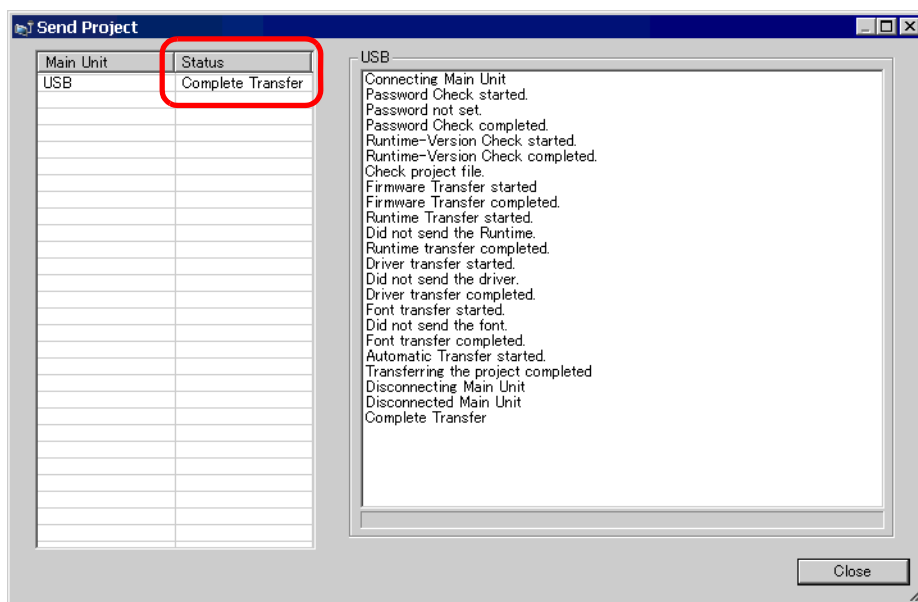 Send Project
Main Unit Status
USB Complete Transfer
USB
Connecting Main Unit
Password Check started.
Password not set.
Password Check completed.
Runtime-Version Check started.
Runtime-Version Check completed.
Check project file.
Firmware Transfer started
Firmware Transfer completed.
Runtime Transfer started.
Did not send the Runtime.
Runtime transfer completed.
Driver transfer started.
Did not send the driver.
Driver transfer completed.
Font transfer started.
Did not send the font.
Font transfer completed.
Automatic Transfer started.
Transferring the project completed
Disconnecting Main Unit
Disconnected Main Unit
Complete Transfer
Close